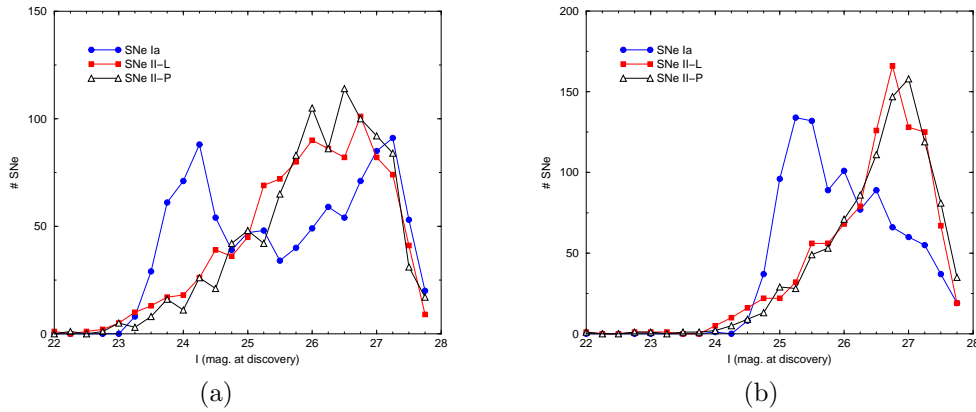 150
100
50
0
# SNe
SNe Ia
SNe II−L
SNe II−P
22 23 24 25 26 27 28
I (mag. at discovery)
(a)
200
150
100
50
0
# SNe
SNe Ia
SNe II−L
SNe II−P
22 23 24 25 26 27 28
I (mag. at discovery)
(b)